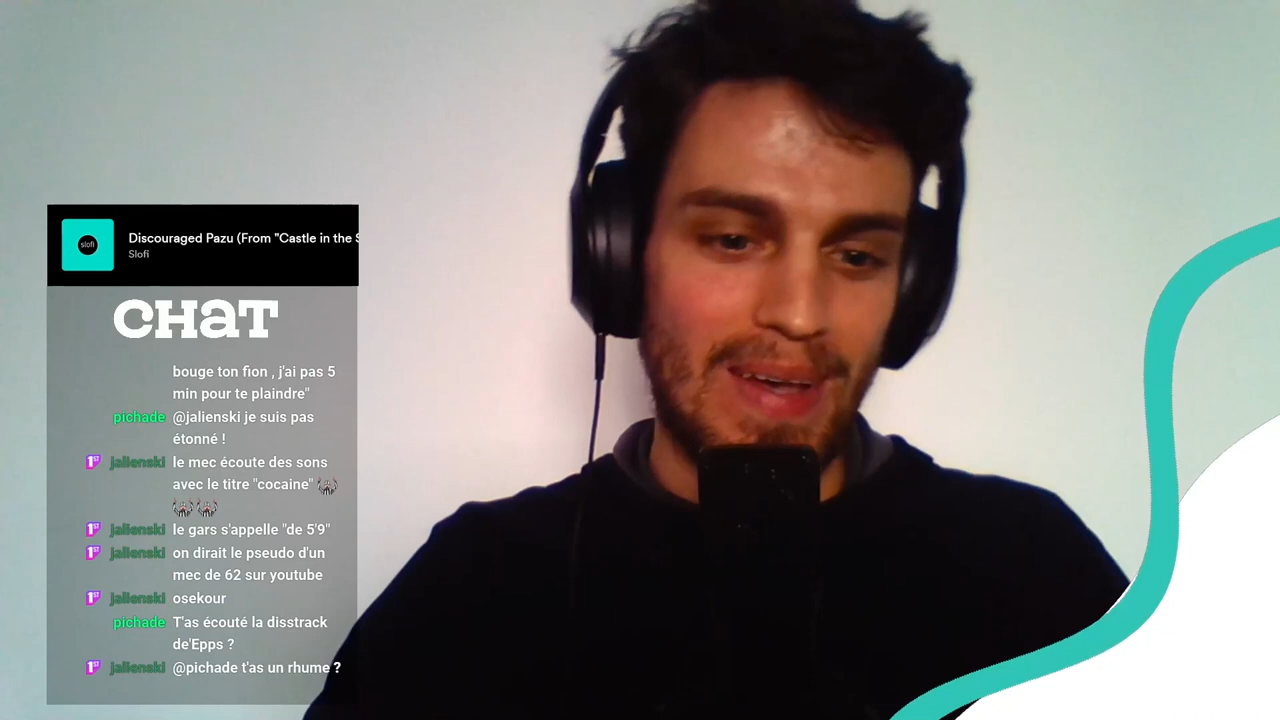 slofi
Discouraged Pazu (From "Castle in the S
Slofi
CHaT
bouge ton fion , j'ai pas 5
min pour te plaindre"
pichade @jalienski je suis pas
étonné !
jalienski le mec écoute des sons
avec le titre "cocaine"
jalienski le gars s'appelle "de 5'9"
jalienski on dirait le pseudo d'un
mec de 62 sur youtube
jalienski osekour
pichade T'as écouté la disstrack
de'Epps ?
jalienski @pichade t'as un rhume ?